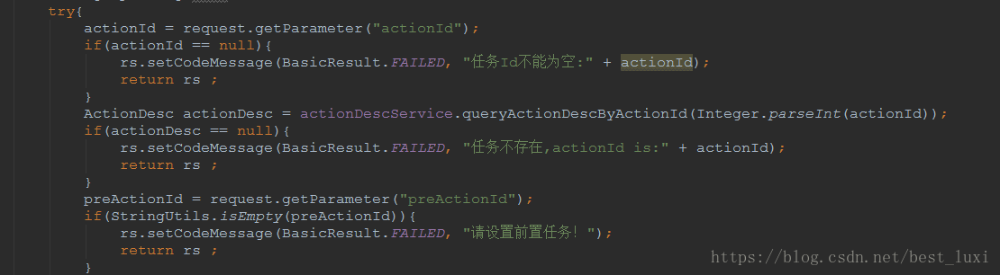 try{
actionId = request.getParameter("actionId");
if(actionId == null){
rs.setCodeMessage(BasicResult.FAILED, "任务Id不能为空:" + actionId);
return rs ;
}
ActionDesc actionDesc = actionDescService.queryActionDescByActionId(Integer.parseInt(actionId));
if(actionDesc == null){
rs.setCodeMessage(BasicResult.FAILED, "任务不存在,actionId is:" + actionId);
return rs ;
}
preActionId = request.getParameter("preActionId");
if(StringUtils.isEmpty(preActionId)){
rs.setCodeMessage(BasicResult.FAILED, "请设置前置任务！");
return rs ;
}
https://blog.csdn.net/best_luxi